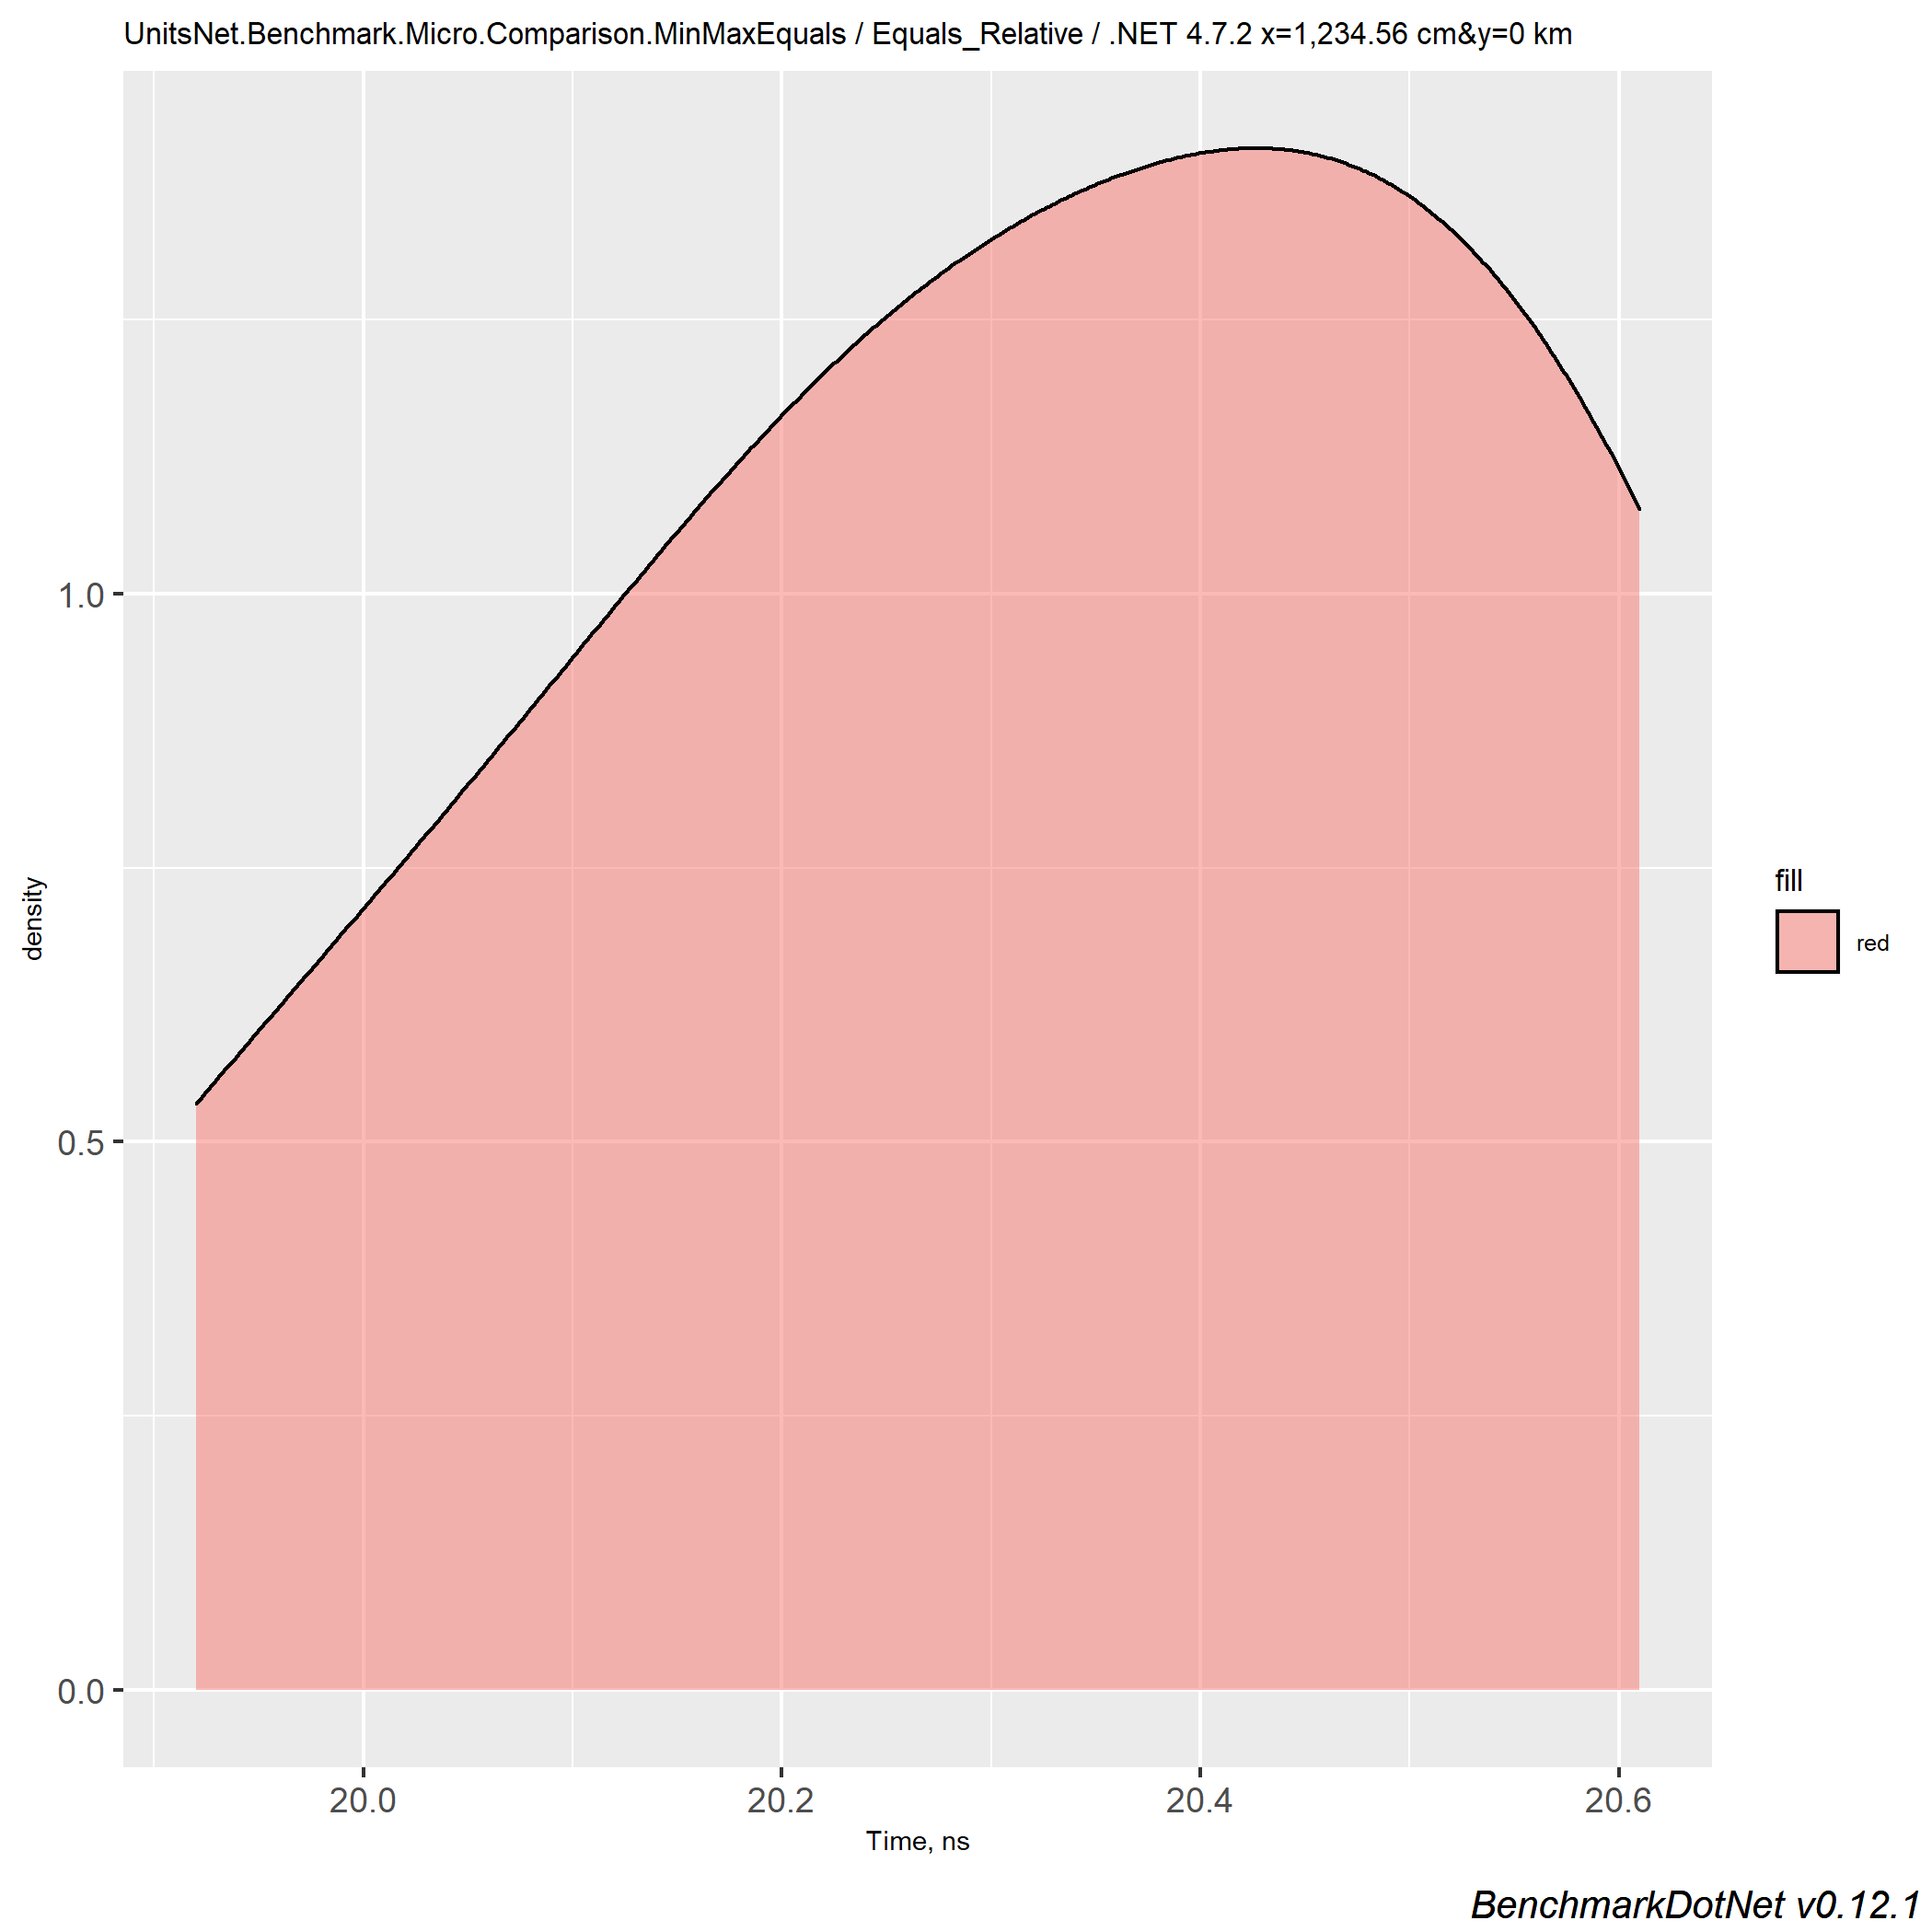 UnitsNet.Benchmark.Micro.Comparison.MinMaxEquals / Equals_Relative / .NET 4.7.2 x=1,234.56 cm&y=0 km
1.0
0.5
0.0
density
20.0 20.2 20.4 20.6
Time, ns
fill
red
BenchmarkDotNet v0.12.1